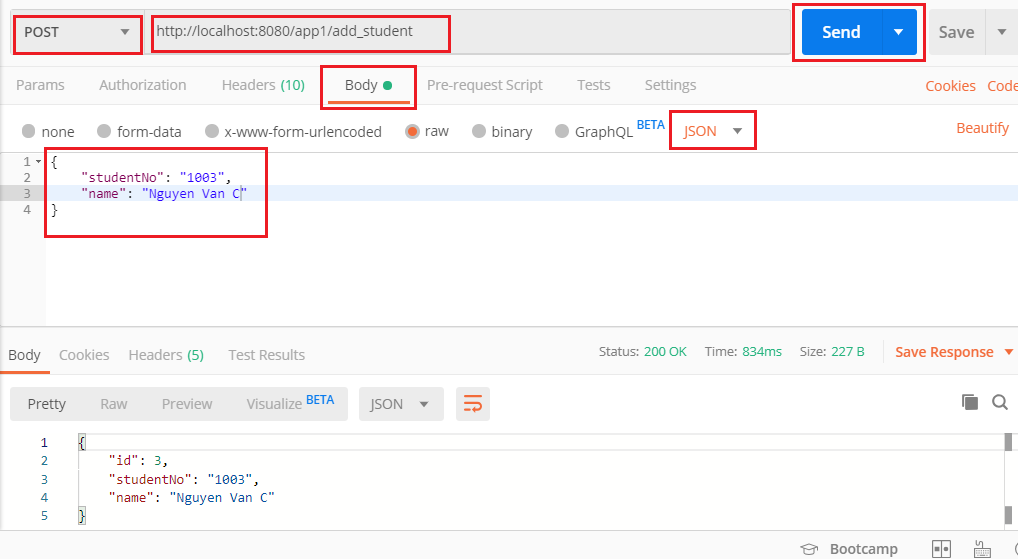 POST http://localhost:8080/app1/add_student Send Save
Params Authorization Headers (10) Body Pre-request Script Tests Settings Cookies Code
none form-data x-www-form-urlencoded raw binary GraphQL BETA JSON Beautify
1 {
2 "studentNo": "1003",
3 "name": "Nguyen Van C"
4 }
Body Cookies Headers (5) Test Results Status: 200 OK Time: 834ms Size: 227 B Save Response
Pretty Raw Preview Visualize BETA JSON
1 {
2 "id": 3,
3 "studentNo": "1003",
4 "name": "Nguyen Van C"
5 }
Bootcamp